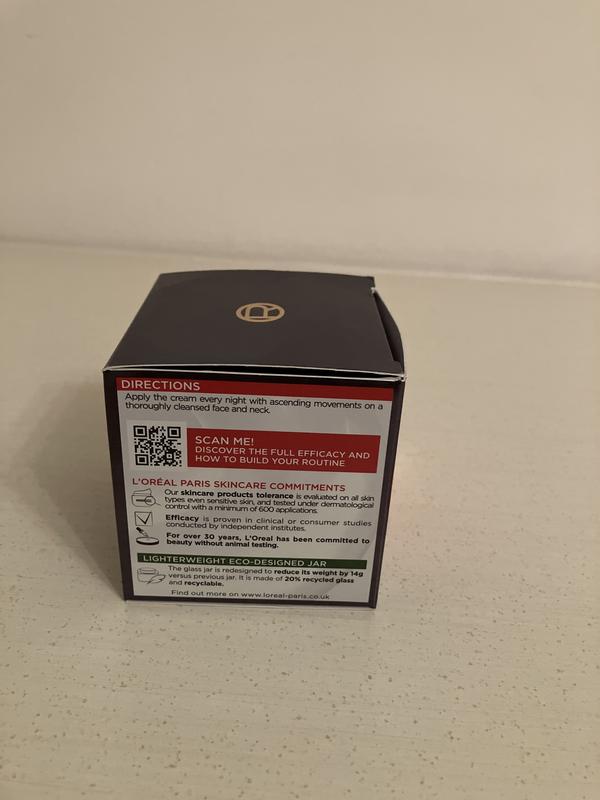 DIRECTIONS
Apply the cream every night with ascending movements on a
thoroughly cleansed face and neck.
SCAN ME!
DISCOVER THE FULL EFFICACY AND
HOW TO BUILD YOUR ROUTINE
L'ORÉAL PARIS SKINCARE COMMITMENTS
Our skincare products tolerance is evaluated on all skin
types even sensitive skin, and tested under dermatological
control with a minimum of 600 applications.
Efficacy is proven in clinical or consumer studies
conducted by independent institutes.
For over 30 years, L'Oreal has been committed to
beauty without animal testing.
LIGHTERWEIGHT ECO-DESIGNED JAR
The glass jar is redesigned to reduce its weight by 14g
versus previous jar. It is made of 20% recycled glass
and recyclable.
Find out more on www.loreal-paris.co.uk